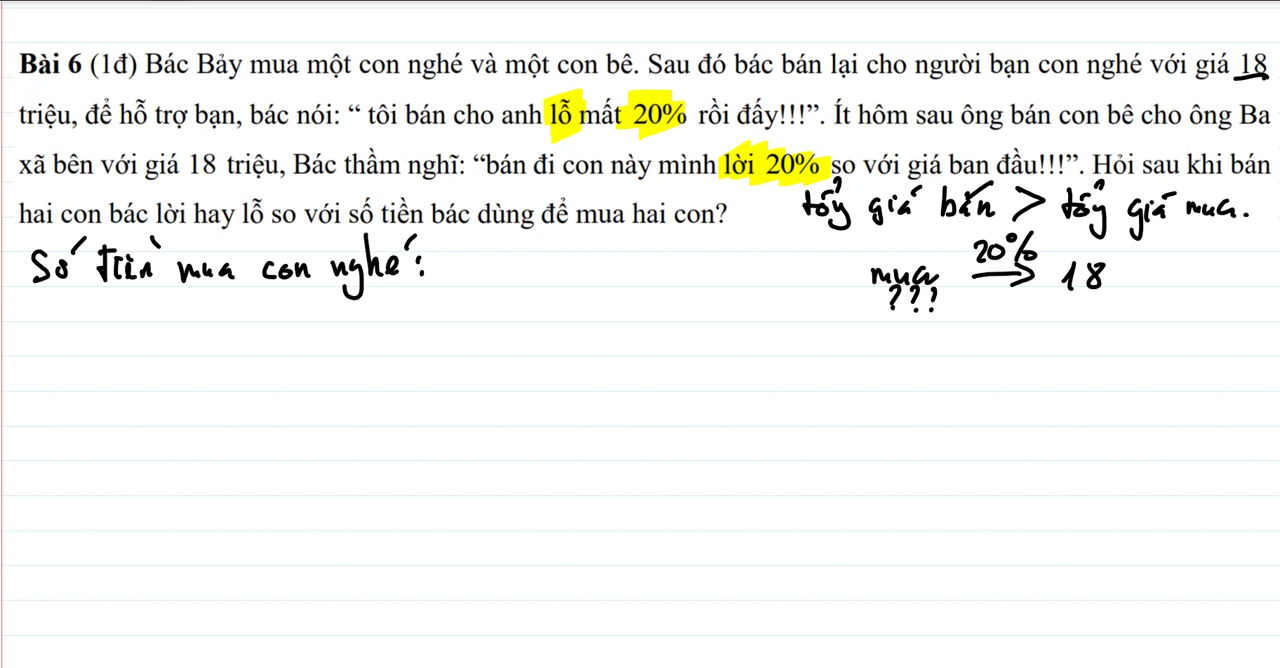 Bài 6 (1đ) Bác Bảy mua một con nghé và một con bê. Sau đó bác bán lại cho người bạn con nghé với giá 18
triệu, để hỗ trợ bạn, bác nói: “ tôi bán cho anh lỗ mất 20% rồi đấy!!!”. Ít hôm sau ông bán con bê cho ông Ba
xã bên với giá 18 triệu, Bác thầm nghĩ: “bán đi con này mình lời 20% so với giá ban đầu!!!”. Hỏi sau khi bán
hai con bác lời hay lỗ so với số tiền bác dùng để mua hai con?
tổg giá bán > tổg giá mua.
Số tiền mua con nghé:
20%
mua → 18
???